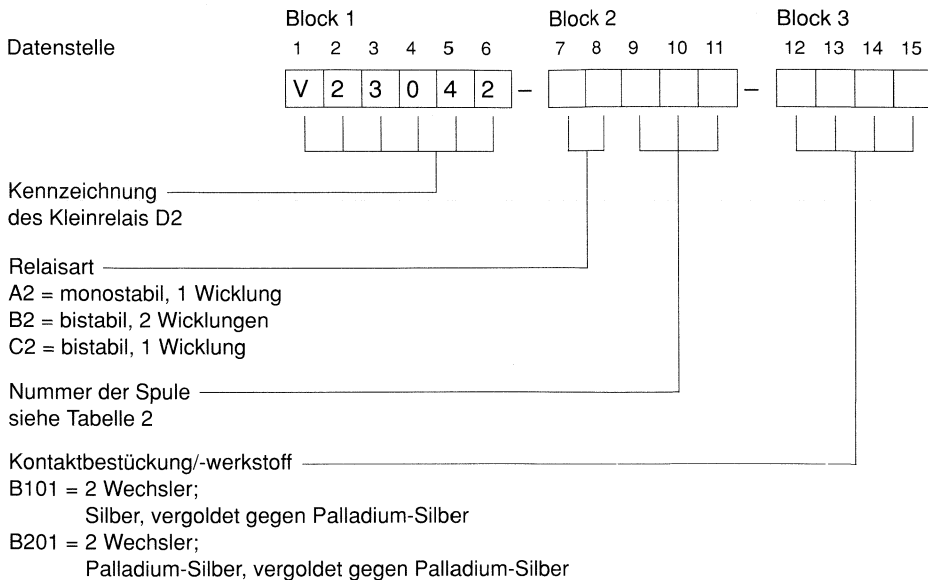 Block 1 Block 2 Block 3
Datenstelle 1 2 3 4 5 6 7 8 9 10 11 12 13 14 15
V 2 3 0 4 2 – –
Kennzeichnung
des Kleinrelais D2
Relaisart
A2 = monostabil, 1 Wicklung
B2 = bistabil, 2 Wicklungen
C2 = bistabil, 1 Wicklung
Nummer der Spule
siehe Tabelle 2
Kontaktbestückung/-werkstoff
B101 = 2 Wechsler;
Silber, vergoldet gegen Palladium-Silber
B201 = 2 Wechsler;
Palladium-Silber, vergoldet gegen Palladium-Silber